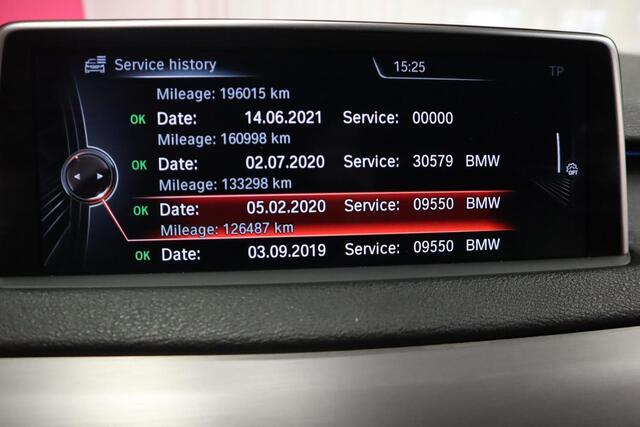 Service history 15:25 TP
Mileage: 196015 km
OK Date: 14.06.2021 Service: 00000
Mileage: 160998 km
OK Date: 02.07.2020 Service: 30579 BMW
Mileage: 133298 km
OPT
OK Date: 05.02.2020 Service: 09550 BMW
Mileage: 126487 km
OK Date: 03.09.2019 Service: 09550 BMW